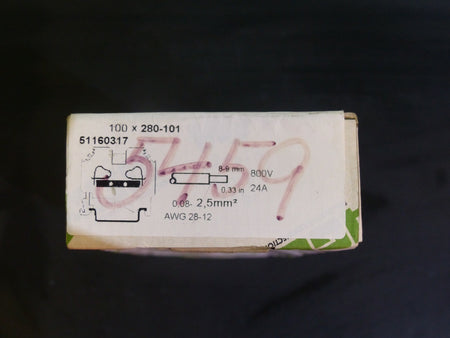 100 × 280-101
51160317
5459
8-9 mm
0,33 in
800V
24A
0,08- 2,5mm²
AWG 28-12